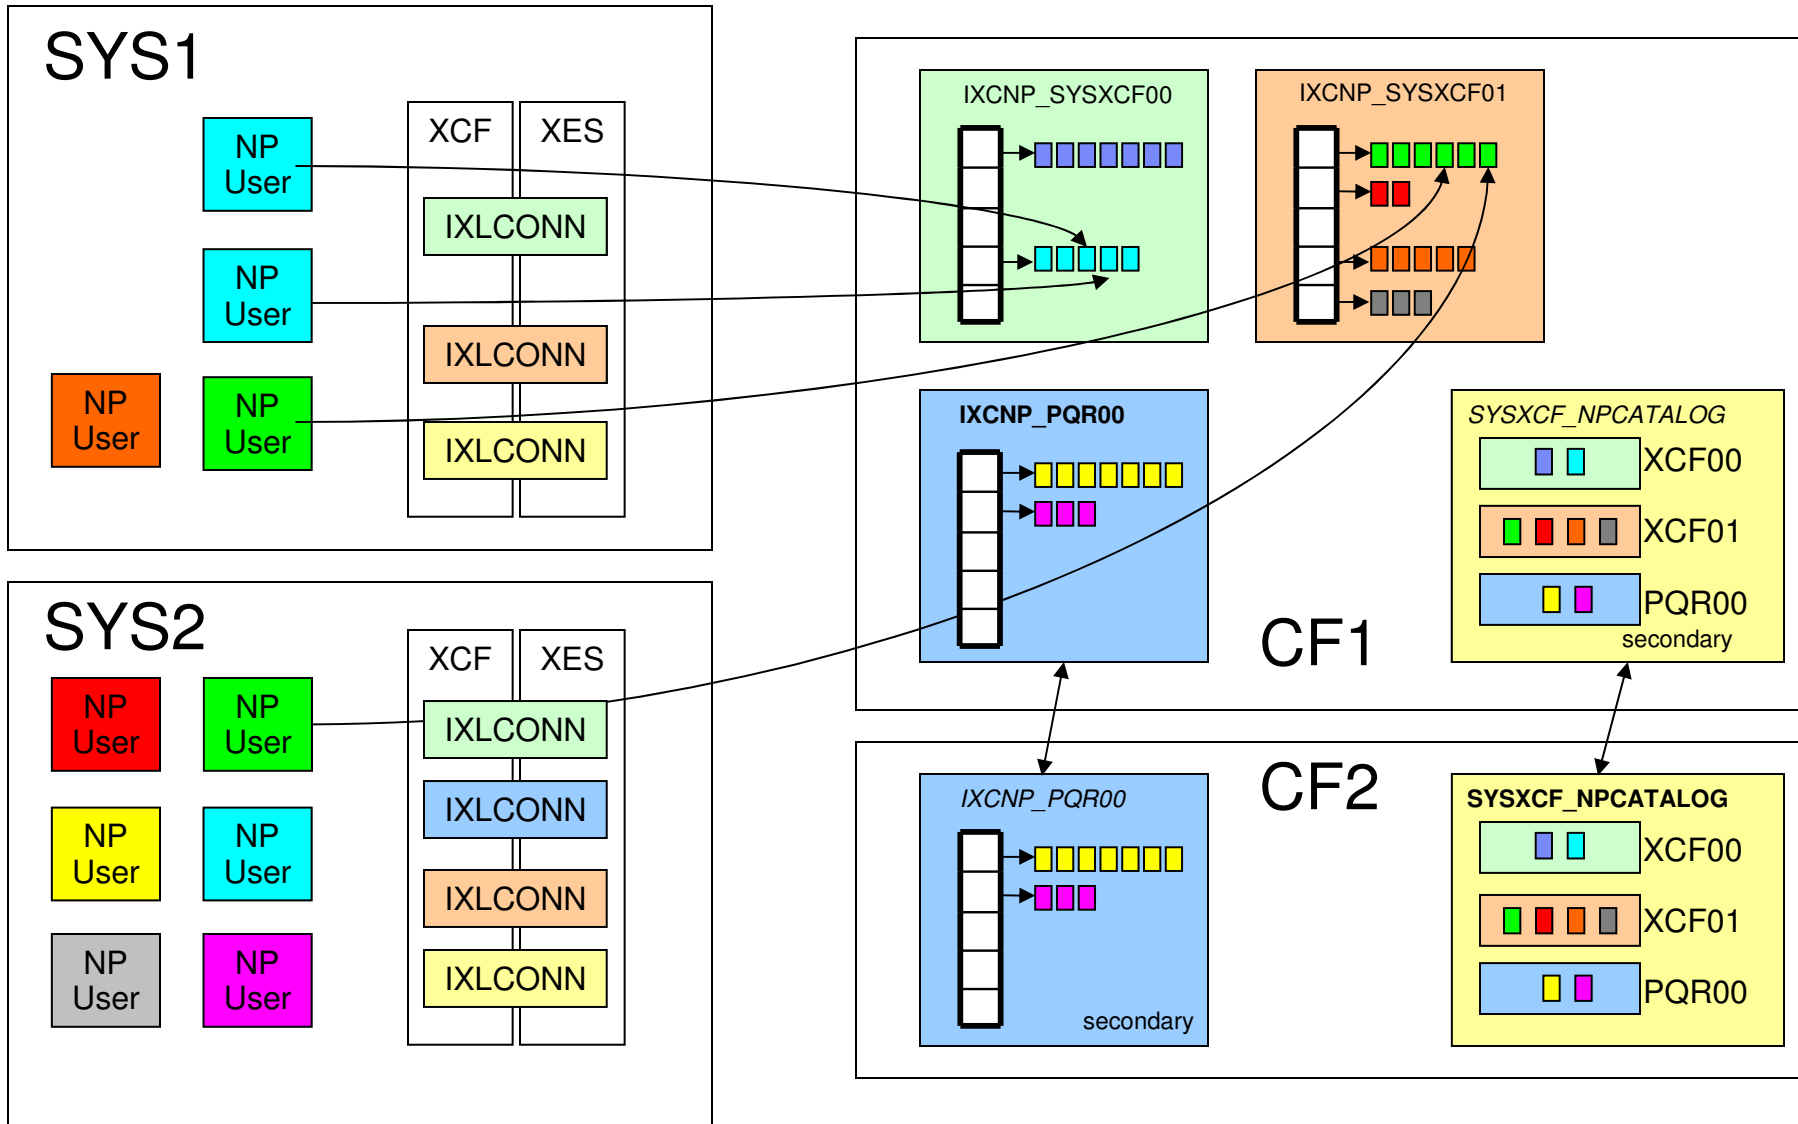 SYS1
XCF
XES
NP
User
NP
User
NP
User
NP
User
IXLCONN
IXLCONN
IXLCONN
SYS2
XCF
XES
NP
User
NP
User
NP
User
NP
User
NP
User
NP
User
IXLCONN
IXLCONN
IXLCONN
IXLCONN
IXCNP_SYSXCF00
IXCNP_SYSXCF01
IXCNP_PQR00
SYSXCF_NPCATALOG
XCF00
XCF01
PQR00
secondary
CF1
CF2
IXCNP_PQR00
secondary
SYSXCF_NPCATALOG
XCF00
XCF01
PQR00